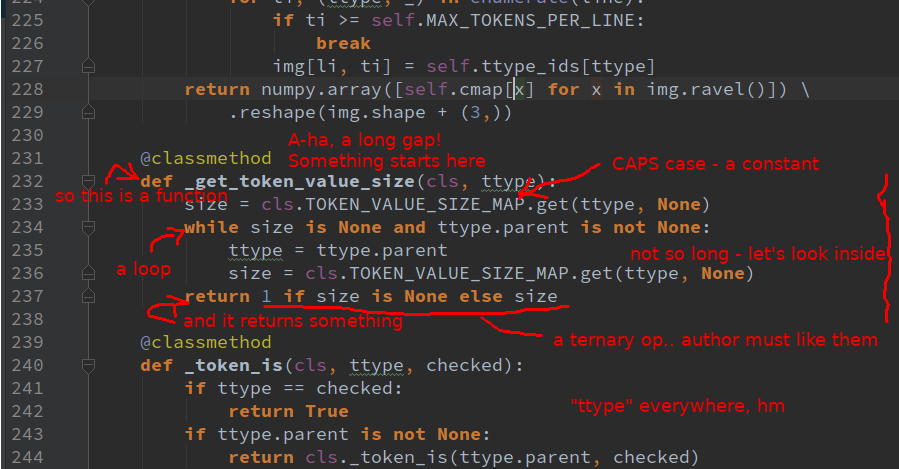 225 if ti >= self.MAX_TOKENS_PER_LINE:
226 break
227 img[li, ti] = self.ttype_ids[ttype]
228 return numpy.array([self.cmap[x] for x in img.ravel()]) \
229 .reshape(img.shape + (3,))
230
A-ha, a long gap!
Something starts here
231 @classmethod
CAPS case - a constant
232 def _get_token_value_size(cls, ttype):
so this is a function
233 size = cls.TOKEN_VALUE_SIZE_MAP.get(ttype, None)
234 while size is None and ttype.parent is not None:
235 ttype = ttype.parent
not so long - let's look inside
a loop
236 size = cls.TOKEN_VALUE_SIZE_MAP.get(ttype, None)
237 return 1 if size is None else size
238
and it returns something
a ternary op.. author must like them
239 @classmethod
240 def _token_is(cls, ttype, checked):
241 if ttype == checked:
242 return True
"ttype" everywhere, hm
243 if ttype.parent is not None:
244 return cls._token_is(ttype.parent, checked)